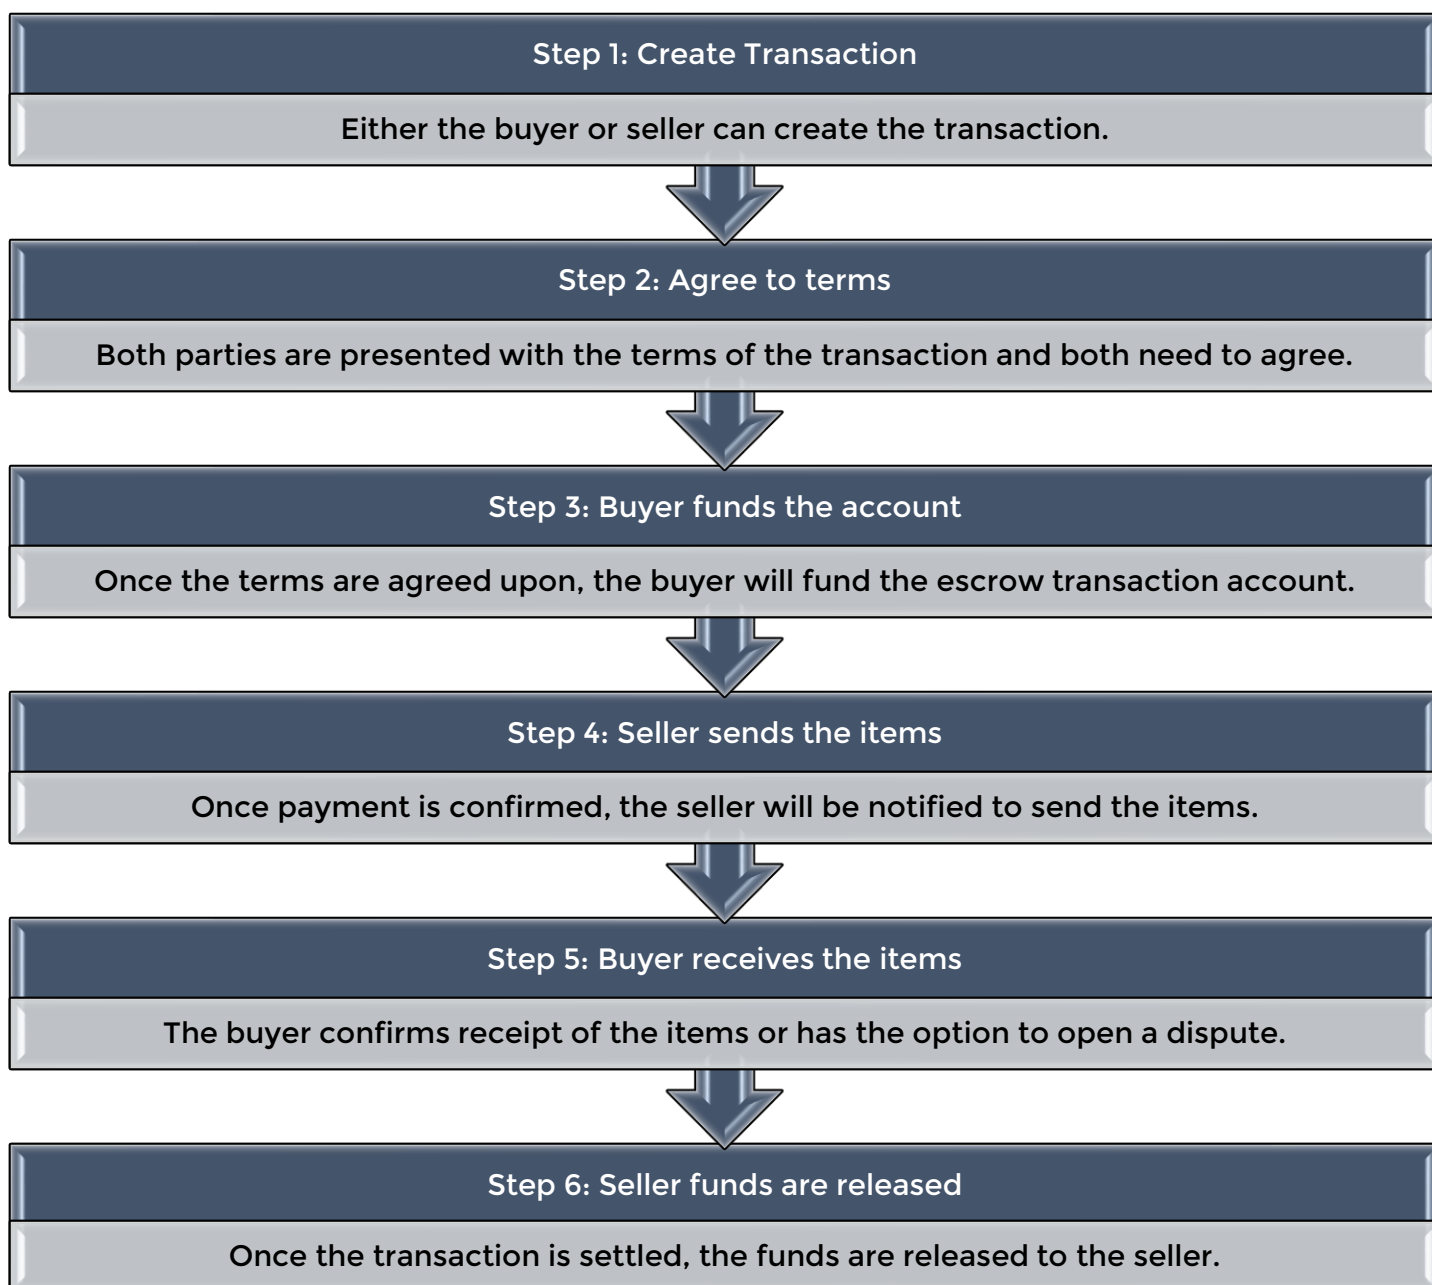 Step 1: Create Transaction
Either the buyer or seller can create the transaction.
Step 2: Agree to terms
Both parties are presented with the terms of the transaction and both need to agree.
Step 3: Buyer funds the account
Once the terms are agreed upon, the buyer will fund the escrow transaction account.
Step 4: Seller sends the items
Once payment is confirmed, the seller will be notified to send the items.
Step 5: Buyer receives the items
The buyer confirms receipt of the items or has the option to open a dispute.
Step 6: Seller funds are released
Once the transaction is settled, the funds are released to the seller.